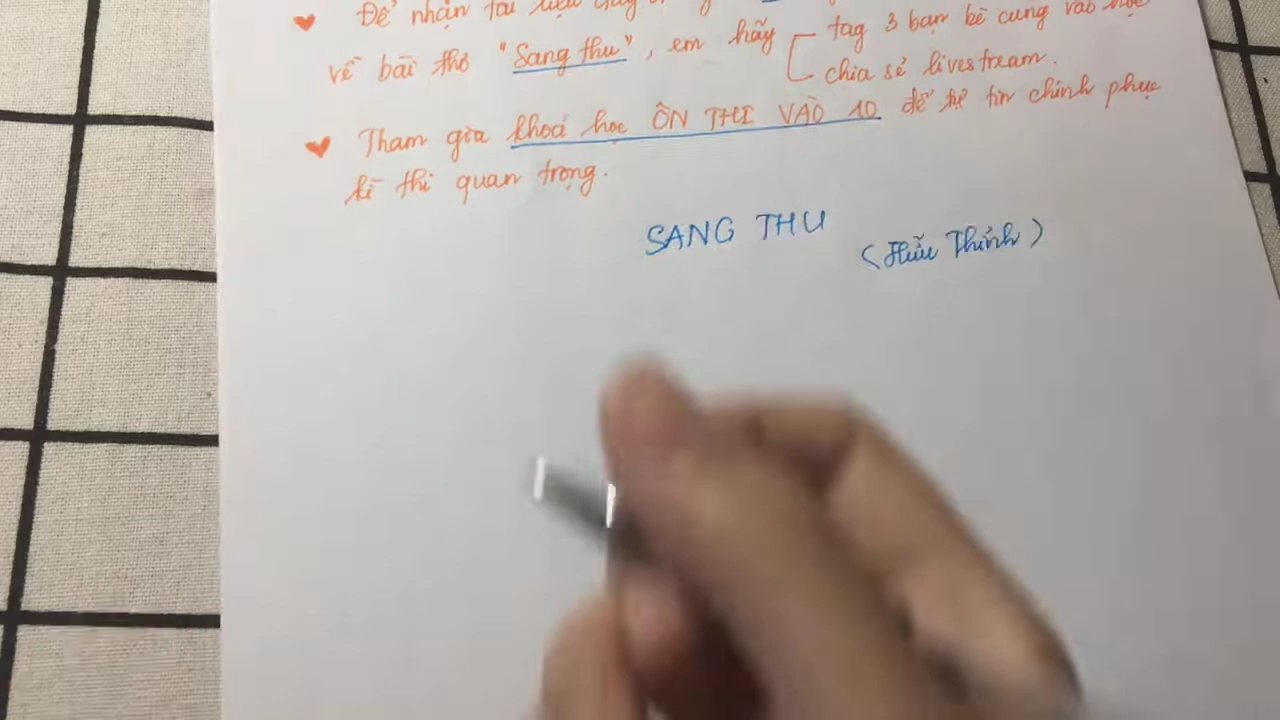 Để nhận tài liệu
về bài thơ "Sang thu", em hãy tag 3 bạn bè cùng vào học
chia sẻ livestream.
Tham gia khoá học ÔN THI VÀO 10 để tự tin chinh phục
kì thi quan trọng.
SANG THU
(Hữu Thỉnh)